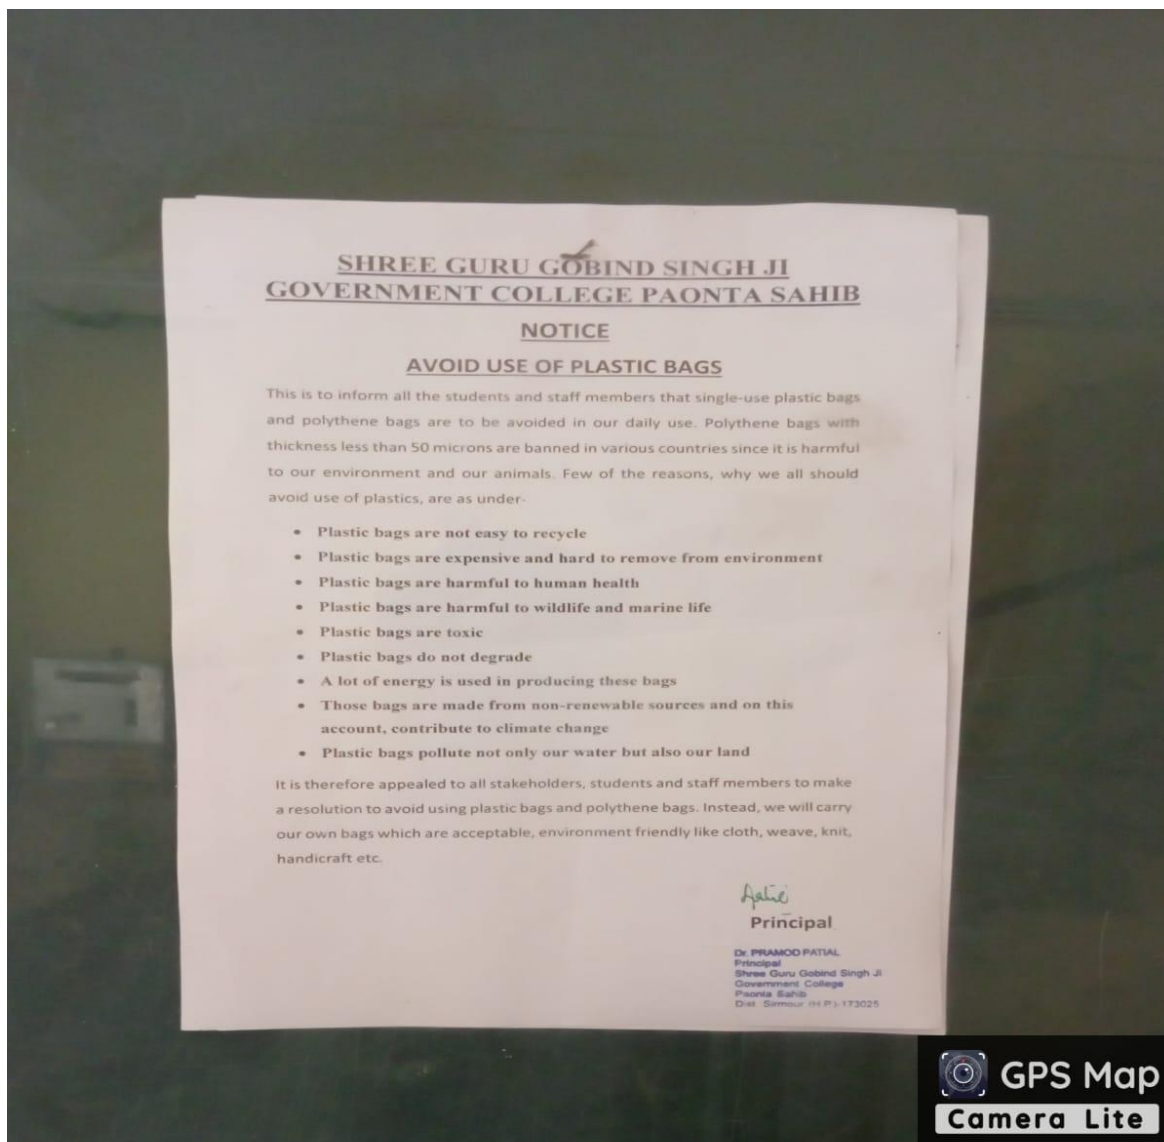 SHREE GURU GOBIND SINGH JI
GOVERNMENT COLLEGE PAONTA SAHIB
NOTICE
AVOID USE OF PLASTIC BAGS
This is to inform all the students and staff members that single-use plastic bags
and polythene bags are to be avoided in our daily use. Polythene bags with
thickness less than 50 microns are banned in various countries since it is harmful
to our environment and our animals. Few of the reasons, why we all should
avoid use of plastics, are as under-
• Plastic bags are not easy to recycle
• Plastic bags are expensive and hard to remove from environment
• Plastic bags are harmful to human health
• Plastic bags are harmful to wildlife and marine life
• Plastic bags are toxic
• Plastic bags do not degrade
• A lot of energy is used in producing these bags
• Those bags are made from non-renewable sources and on this
account, contribute to climate change
• Plastic bags pollute not only our water but also our land
It is therefore appealed to all stakeholders, students and staff members to make
a resolution to avoid using plastic bags and polythene bags. Instead, we will carry
our own bags which are acceptable, environment friendly like cloth, weave, knit,
handicraft etc.
Principal
Dr. PRAMOD PATIAL
Principal
Shree Guru Gobind Singh Ji
Government College
Paonta Sahib
Dist. Sirmour (H.P.)-173025
GPS Map
Camera Lite